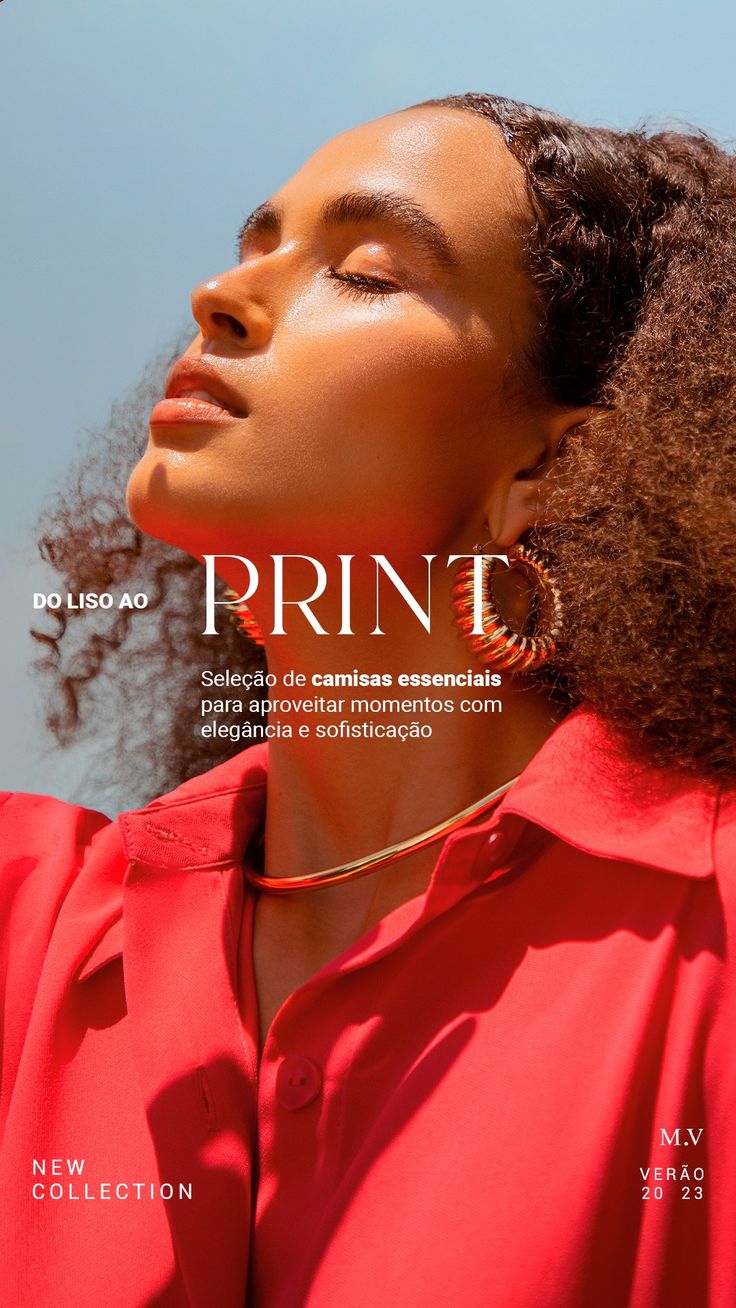 DO LISO AO
PRINT
Seleção de camisas essenciais
para aproveitar momentos com
elegância e sofisticação
NEW
COLLECTION
M.V
VERÃO
20 23